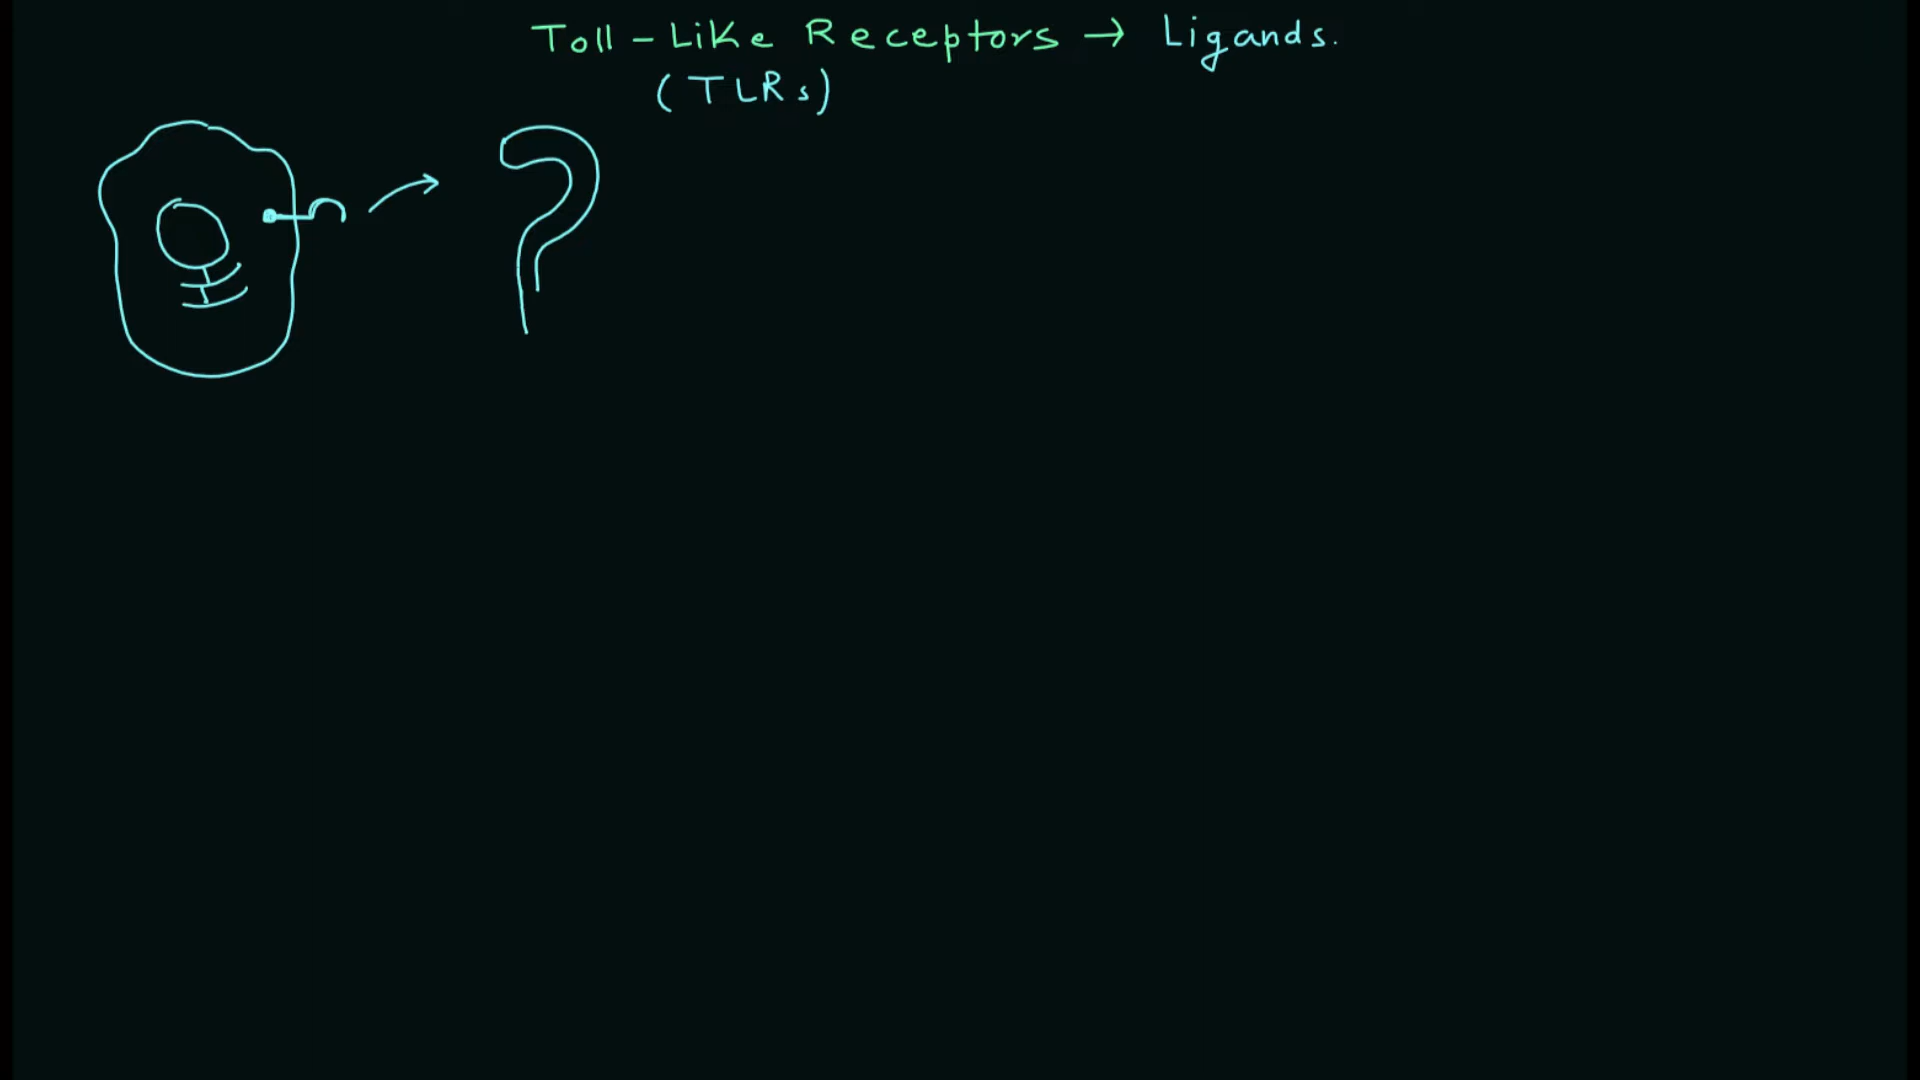 Toll-Like Receptors → Ligands.
(TLRs)